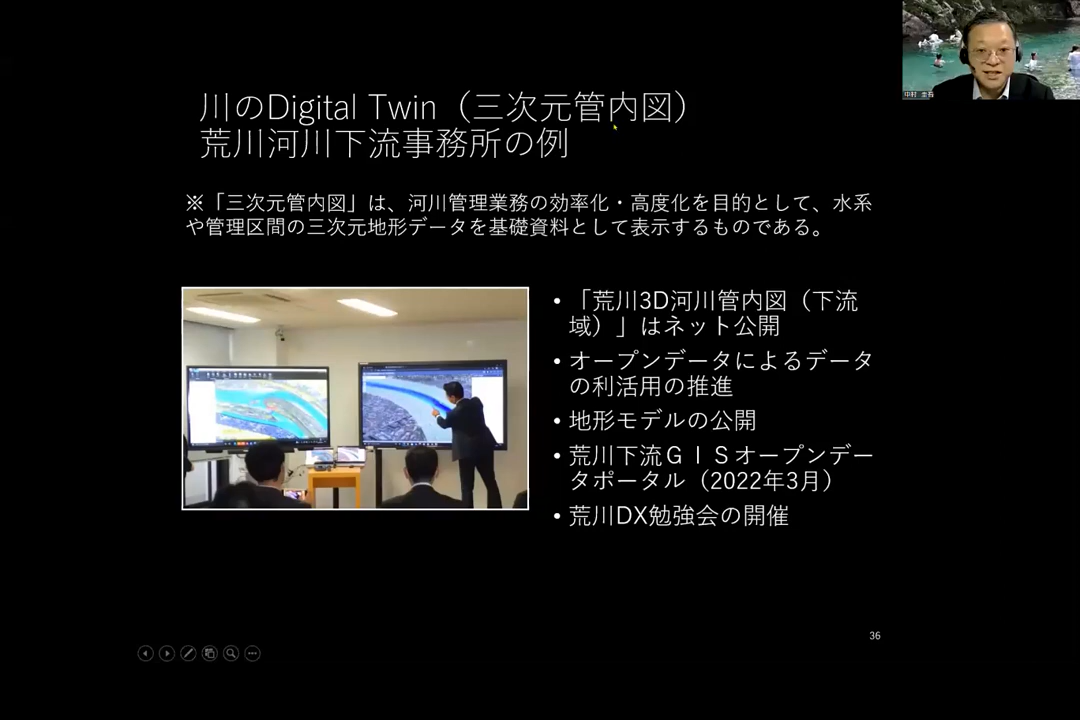 川のDigital Twin（三次元管内図）
荒川河川下流事務所の例
※「三次元管内図」は、河川管理業務の効率化・高度化を目的として、水系
や管理区間の三次元地形データを基礎資料として表示するものである。
• 「荒川3D河川管内図（下流
域）」はネット公開
• オープンデータによるデータ
の利活用の推進
• 地形モデルの公開
• 荒川下流ＧＩＳオープンデー
タポータル（2022年3月）
• 荒川DX勉強会の開催
36